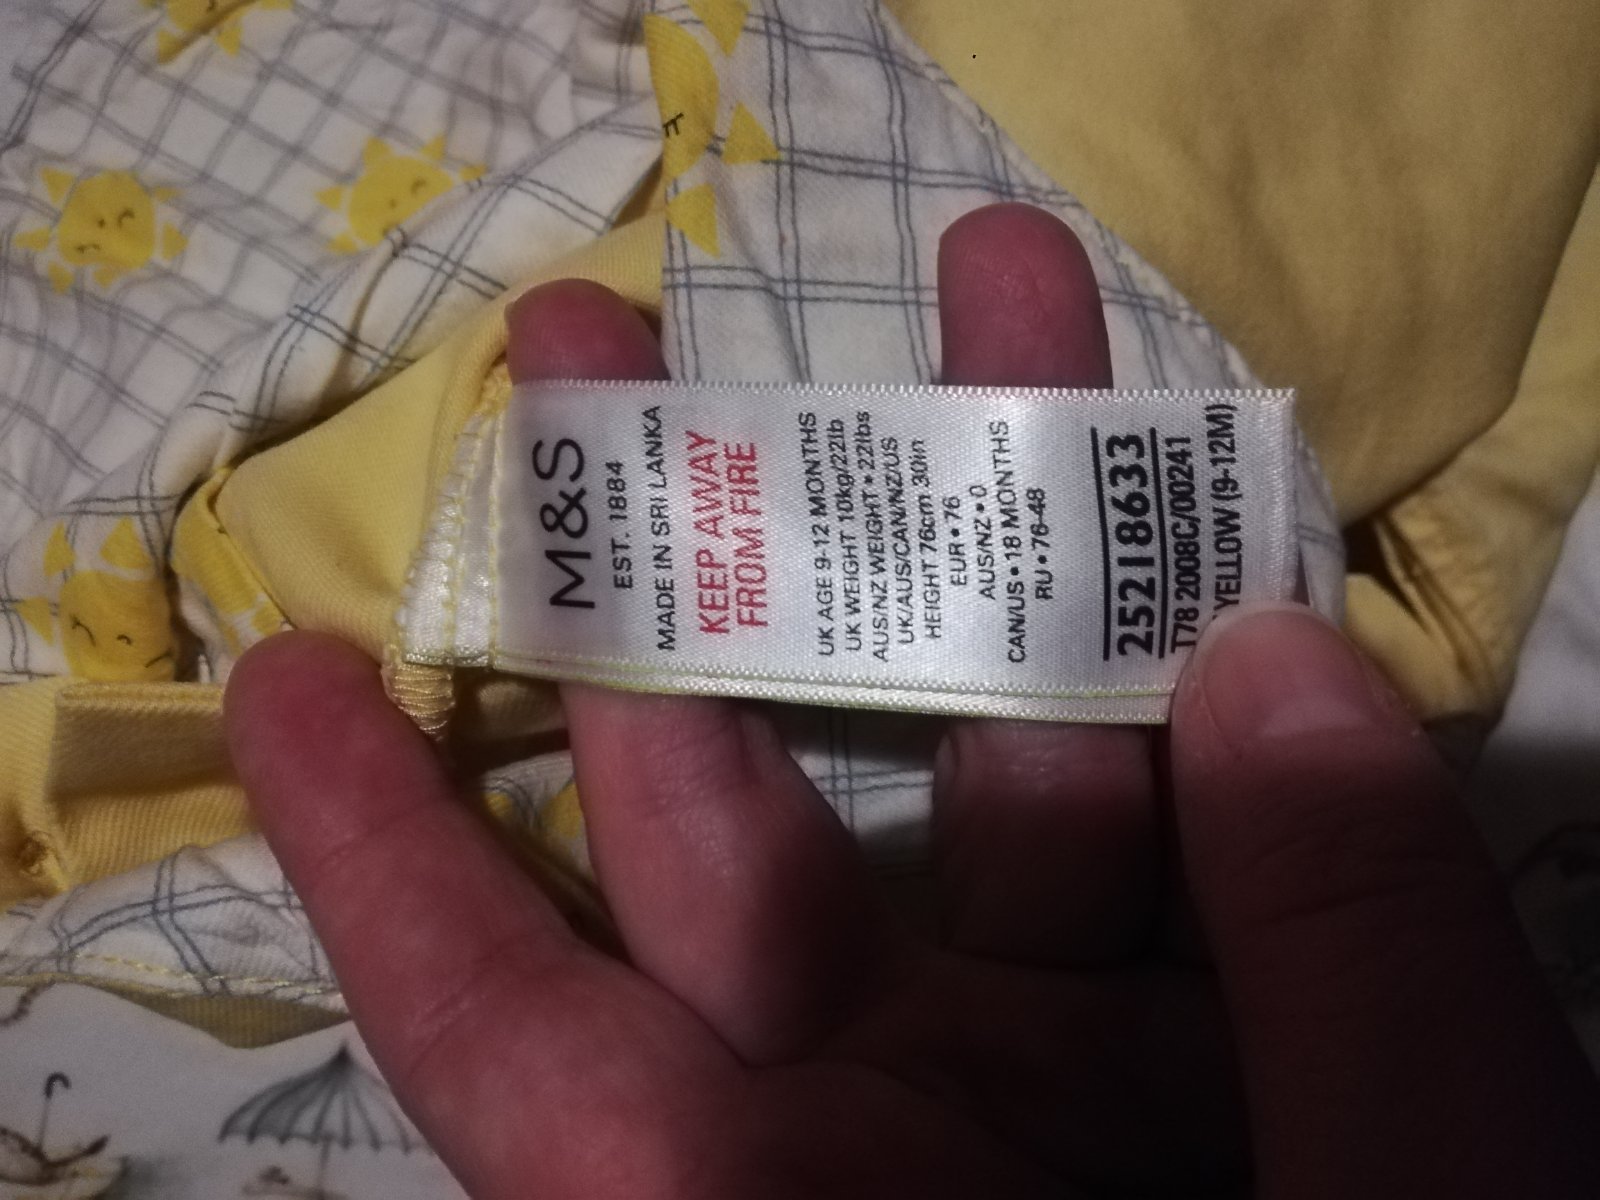 M&S
EST. 1884
MADE IN SRI LANKA
KEEP AWAY
FROM FIRE
UK AGE 9-12 MONTHS
UK WEIGHT 10kg/22lb
AUS/NZ WEIGHT • 22lbs
UK/AUS/CAN/NZ/US
HEIGHT 76cm 30in
EUR • 76
AUS/NZ • 0
CAN/US • 18 MONTHS
RU • 76-48
25218633
T78 2008C/00241
YELLOW (9-12M)